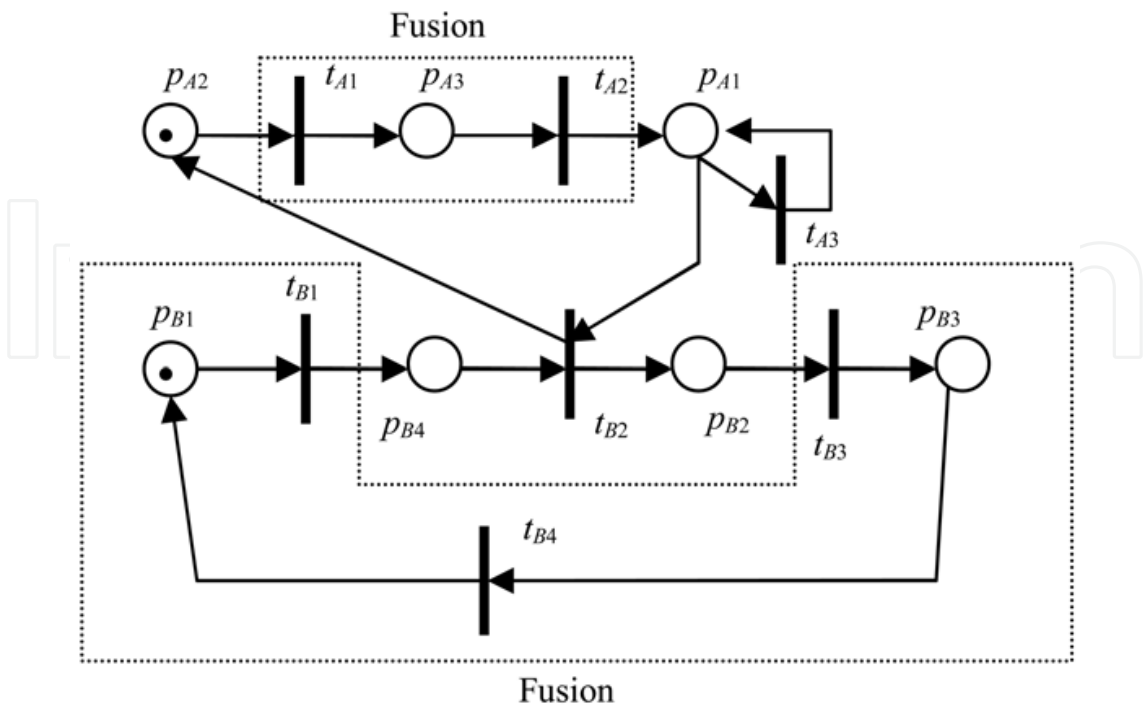 Fusion
pA2
tA1
pA3
tA2
pA1
tA3
tB1
pB1
pB3
pB4
tB2
pB2
tB3
tB4
Fusion